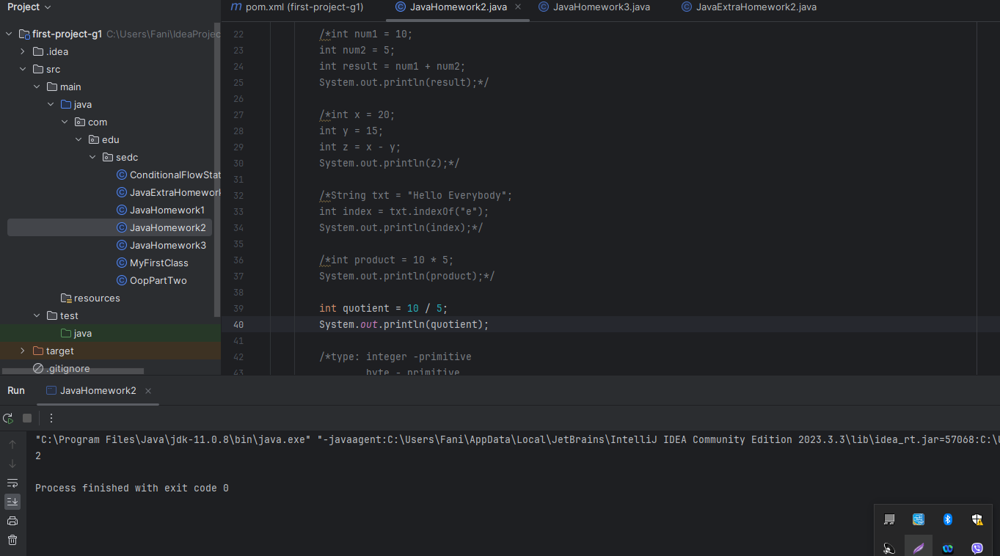 Project
pom.xml (first-project-g1)
JavaHomework2.java
JavaHomework3.java
JavaExtraHomework2.java
first-project-g1 C:\Users\Fani\IdeaProjec
.idea
src
main
java
com
edu
sedc
ConditionalFlowStat
JavaExtraHomework
JavaHomework1
JavaHomework2
JavaHomework3
MyFirstClass
OopPartTwo
resources
test
java
target
.gitignore
22 /*int num1 = 10;
23 int num2 = 5;
24 int result = num1 + num2;
25 System.out.println(result);*/
26
27 /*int x = 20;
28 int y = 15;
29 int z = x - y;
30 System.out.println(z);*/
31
32 /*String txt = "Hello Everybody";
33 int index = txt.indexOf("e");
34 System.out.println(index);*/
35
36 /*int product = 10 * 5;
37 System.out.println(product);*/
38
39 int quotient = 10 / 5;
40 System.out.println(quotient);
41
42 /*type: integer -primitive
43 byte - primitive
Run
JavaHomework2
"C:\Program Files\Java\jdk-11.0.8\bin\java.exe" "-javaagent:C:\Users\Fani\AppData\Local\JetBrains\IntelliJ IDEA Community Edition 2023.3.3\lib\idea_rt.jar=57068:C:\
2
Process finished with exit code 0